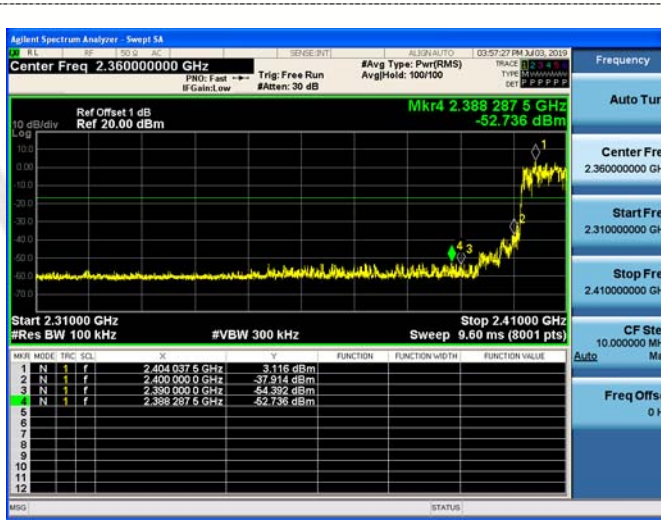 Agilent Spectrum Analyzer - Swept SA
RL RF 50 Ω AC SENSE:INT ALIGN AUTO 03:57:27 PM Jul 03, 2019
Center Freq 2.360000000 GHz
PNO: Fast
IFGain:Low
Trig: Free Run
#Atten: 30 dB
#Avg Type: Pwr(RMS)
Avg|Hold: 100/100
TRACE 1 2 3 4 5 6
TYPE M
DET P P P P P P
Ref Offset 1 dB
10 dB/div Ref 20.00 dBm
Log
Mkr4 2.388 287 5 GHz
-52.736 dBm
10.0
0.00
-10.0
-20.0
-30.0
-40.0
-50.0
-60.0
-70.0
1
2
4 3
Start 2.31000 GHz Stop 2.41000 GHz
#Res BW 100 kHz #VBW 300 kHz Sweep 9.60 ms (8001 pts)
MKR MODE TRC SCL X Y FUNCTION FUNCTION WIDTH FUNCTION VALUE
1 N 1 f 2.404 037 5 GHz 3.116 dBm
2 N 1 f 2.400 000 0 GHz -37.914 dBm
3 N 1 f 2.390 000 0 GHz -54.392 dBm
4 N 1 f 2.388 287 5 GHz -52.736 dBm
5
6
7
8
9
10
11
12
MSG STATUS
Frequency
Auto Tun
Center Fre
2.360000000 GH
Start Fre
2.310000000 GH
Stop Fre
2.410000000 GH
CF Ste
10.000000 MH
Auto Ma
Freq Offs
0 H